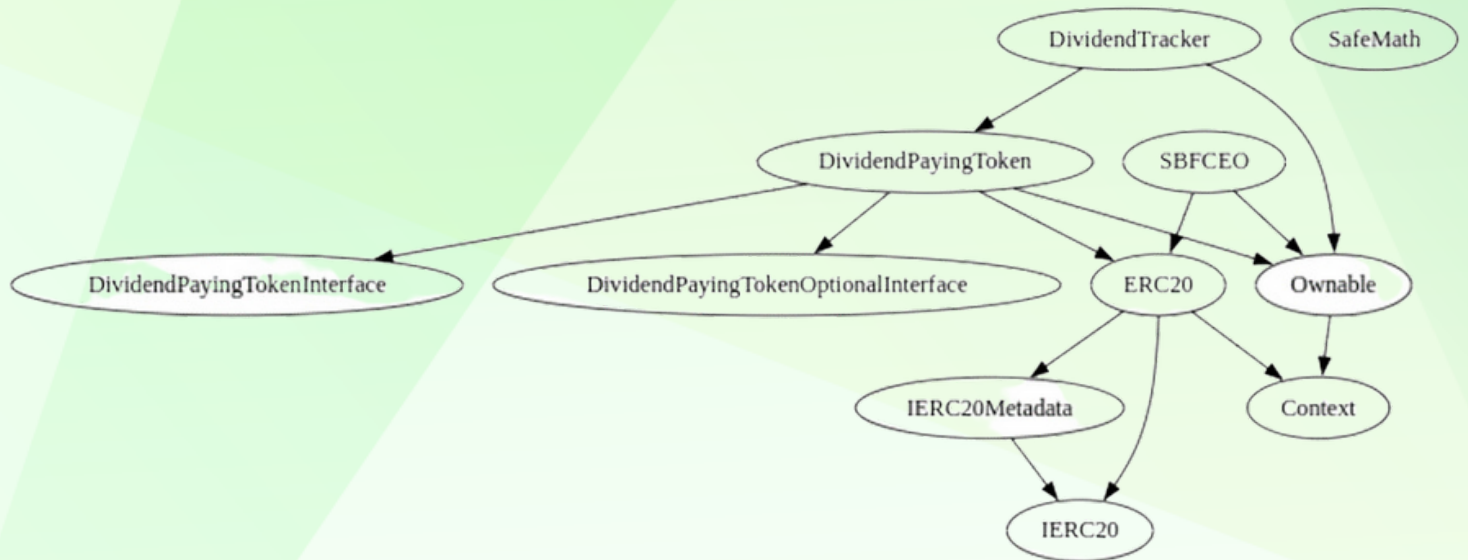 DividendTracker
SafeMath
DividendPayingToken
SBFCEO
DividendPayingTokenInterface
DividendPayingTokenOptionalInterface
ERC20
Ownable
IERC20Metadata
Context
IERC20